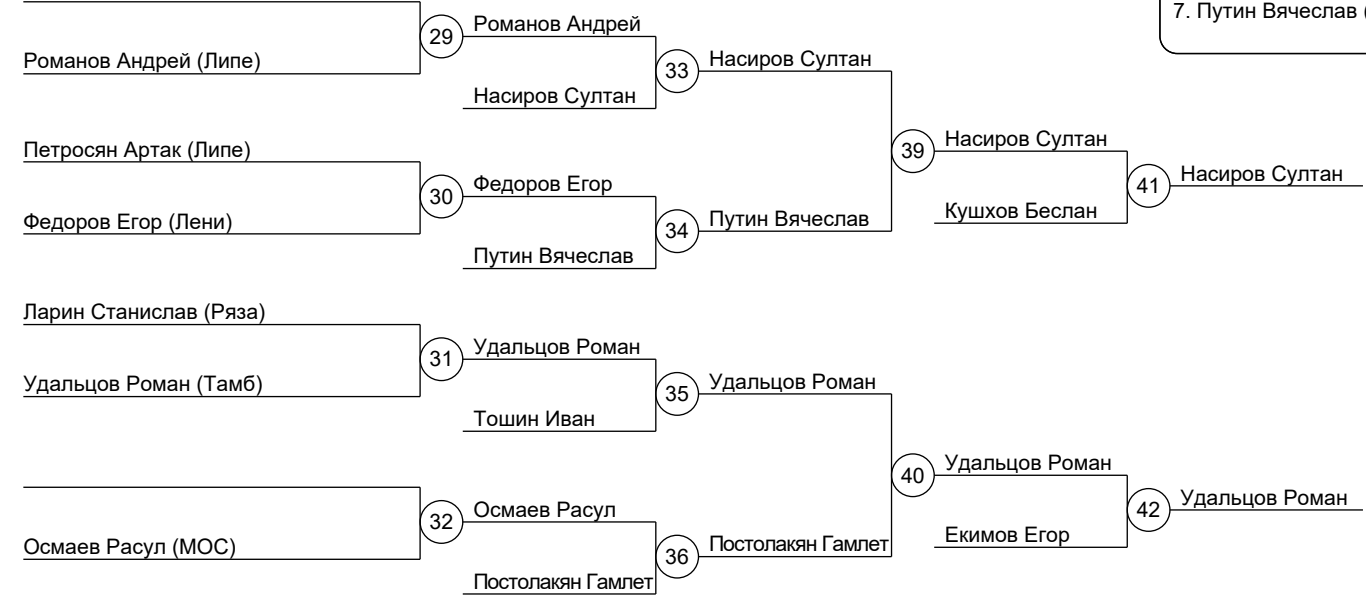 7. Путин Вячеслав (
Романов Андрей
29
Романов Андрей (Липе)
Насиров Султан
33
Насиров Султан
Петросян Артак (Липе)
39
Насиров Султан
Насиров Султан
41
Федоров Егор
30
Федоров Егор (Лени)
Путин Вячеслав
34
Кушхов Беслан
Путин Вячеслав
Ларин Станислав (Ряза)
Удальцов Роман
31
Удальцов Роман (Тамб)
35
Удальцов Роман
Тошин Иван
40
Удальцов Роман
42
Удальцов Роман
Осмаев Расул
32
Екимов Егор
Осмаев Расул (МОС)
36
Постолакян Гамлет
Постолакян Гамлет